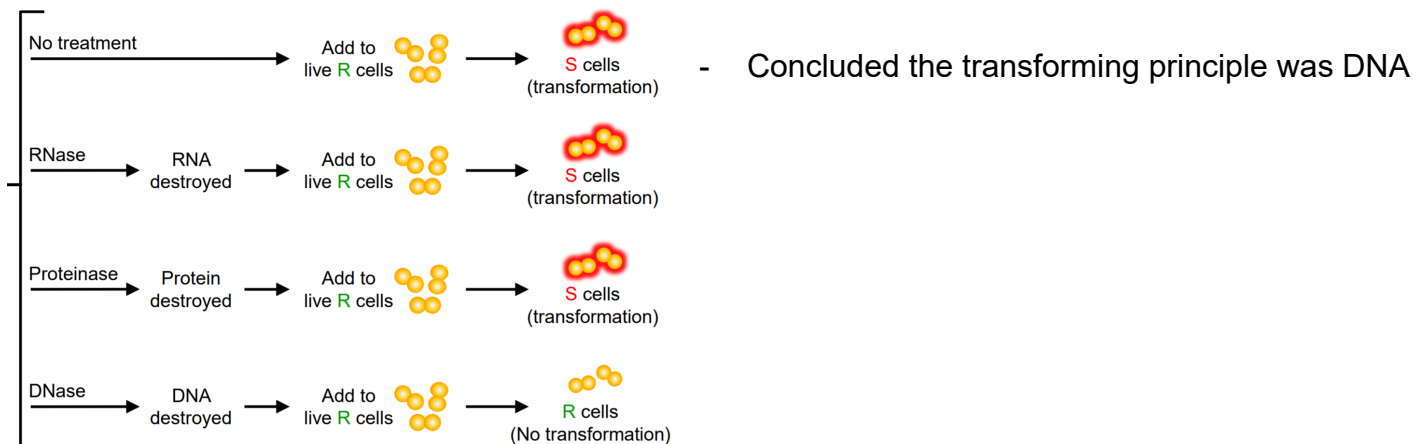 No treatment
Add to
live R cells
S cells
(transformation)
- Concluded the transforming principle was DNA
RNase
RNA
destroyed
Add to
live R cells
S cells
(transformation)
Proteinase
Protein
destroyed
Add to
live R cells
S cells
(transformation)
DNase
DNA
destroyed
Add to
live R cells
R cells
(No transformation)